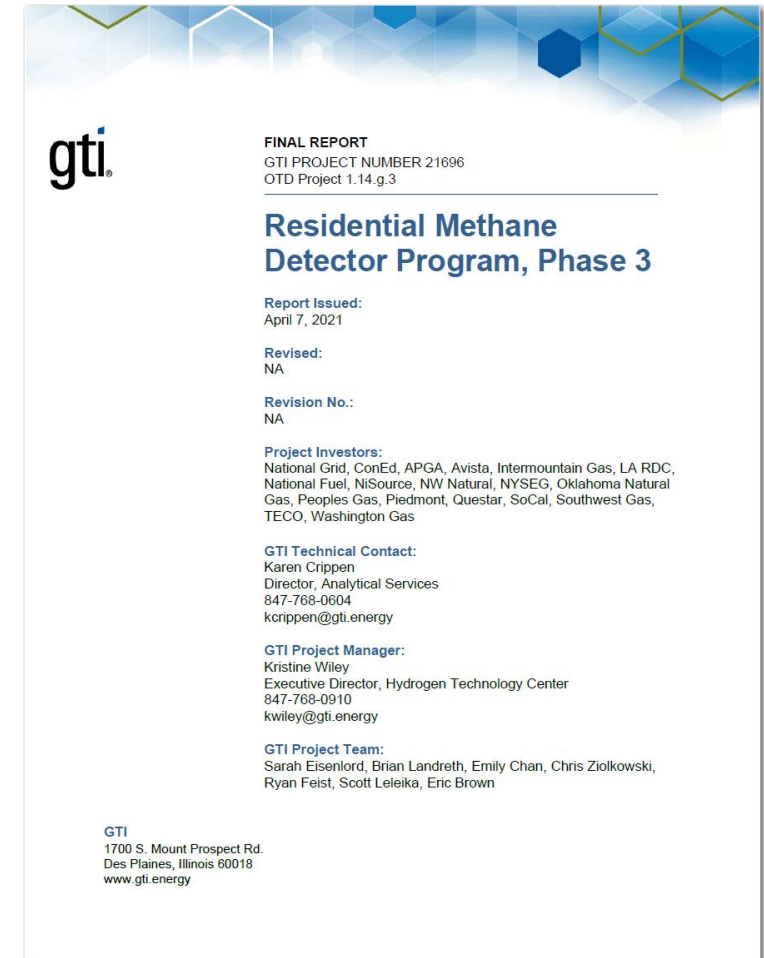 gti®
FINAL REPORT
GTI PROJECT NUMBER 21696
OTD Project 1.14.g.3
Residential Methane
Detector Program, Phase 3
Report Issued:
April 7, 2021
Revised:
NA
Revision No.:
NA
Project Investors:
National Grid, ConEd, APGA, Avista, Intermountain Gas, LA RDC,
National Fuel, NiSource, NW Natural, NYSEG, Oklahoma Natural
Gas, Peoples Gas, Piedmont, Questar, SoCal, Southwest Gas,
TECO, Washington Gas
GTI Technical Contact:
Karen Crippen
Director, Analytical Services
847-768-0604
kcrippen@gti.energy
GTI Project Manager:
Kristine Wiley
Executive Director, Hydrogen Technology Center
847-768-0910
kwiley@gti.energy
GTI Project Team:
Sarah Eisenlord, Brian Landreth, Emily Chan, Chris Ziolkowski,
Ryan Feist, Scott Leleika, Eric Brown
GTI
1700 S. Mount Prospect Rd.
Des Plaines, Illinois 60018
www.gti.energy